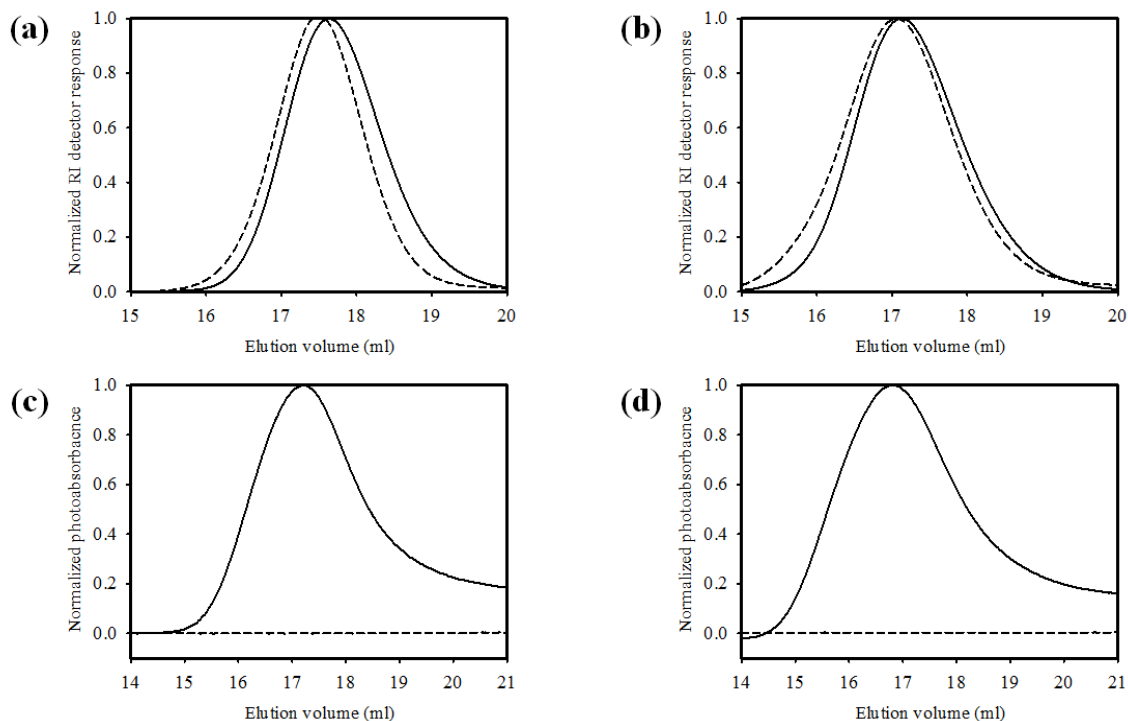 (a)
Normalized RI detector response
1.0
0.8
0.6
0.4
0.2
0.0
15 16 17 18 19 20
Elution volume (ml)
(b)
Normalized RI detector response
1.0
0.8
0.6
0.4
0.2
0.0
15 16 17 18 19 20
Elution volume (ml)
(c)
Normalized photoabsorbacnce
1.0
0.8
0.6
0.4
0.2
0.0
14 15 16 17 18 19 20 21
Elution volume (ml)
(d)
Normalized photoabsorbacnce
1.0
0.8
0.6
0.4
0.2
0.0
14 15 16 17 18 19 20 21
Elution volume (ml)